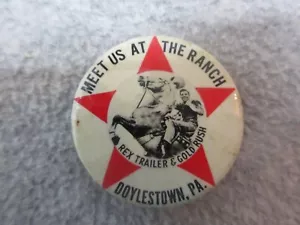 MEET US AT THE RANCH
REX TRAILER & GOLD RUSH
DOYLESTOWN, PA.